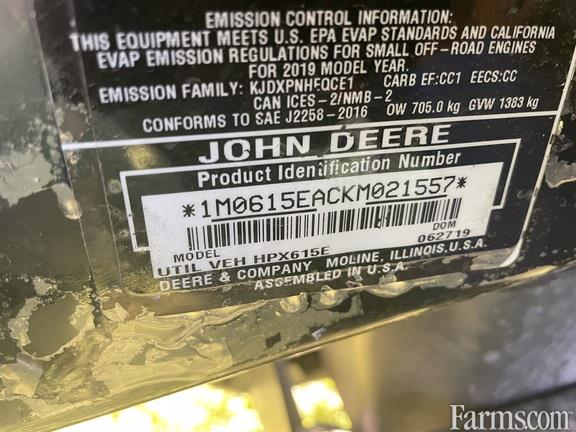 EMISSION CONTROL INFORMATION:
THIS EQUIPMENT MEETS U.S. EPA EVAP STANDARDS AND CALIFORNIA
EVAP EMISSION REGULATIONS FOR SMALL OFF-ROAD ENGINES
FOR 2019 MODEL YEAR.
EMISSION FAMILY: KJDXPNHEQCE1 CARB EF:CC1 EECS:CC
CAN ICES-2/NMB-2
CONFORMS TO SAE J2258-2016 OW 705.0 kg GVW 1383 kg
JOHN DEERE
Product Identification Number
*1M0615EACKM021557*
MODEL DOM
UTIL VEH HPX615E 062719
DEERE & COMPANY MOLINE, ILLINOIS.U.S.A.
ASSEMBLED IN U.S.A.
Farms.com